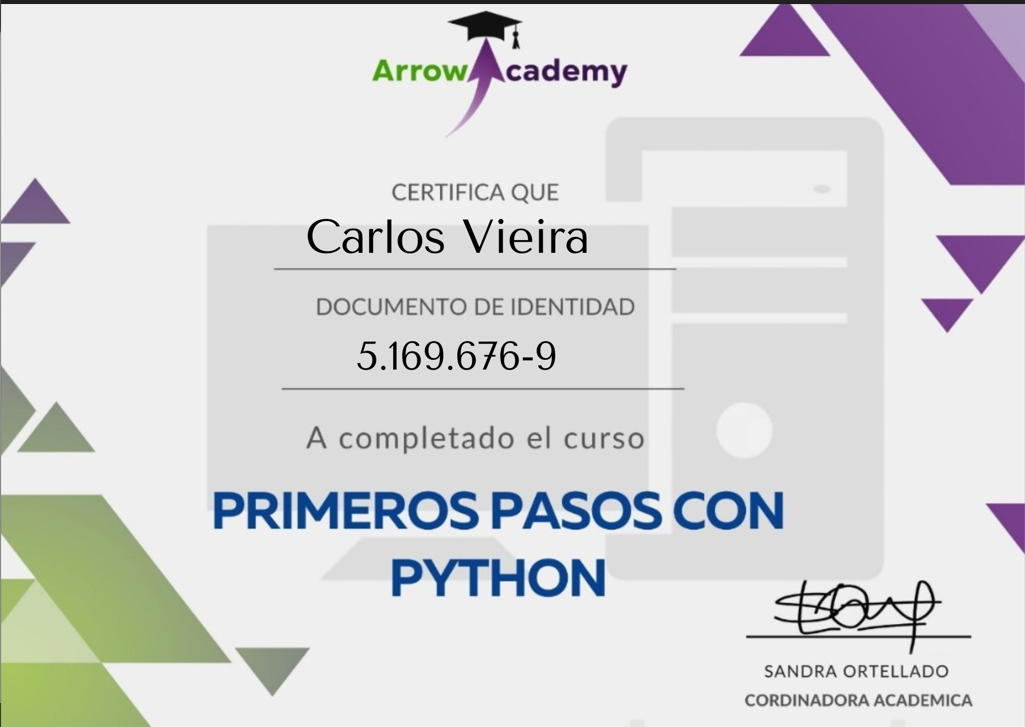 Arrow Academy
CERTIFICA QUE
Carlos Vieira
DOCUMENTO DE IDENTIDAD
5.169.676-9
A completado el curso
PRIMEROS PASOS CON
PYTHON
SANDRA ORTELLADO
CORDINADORA ACADEMICA